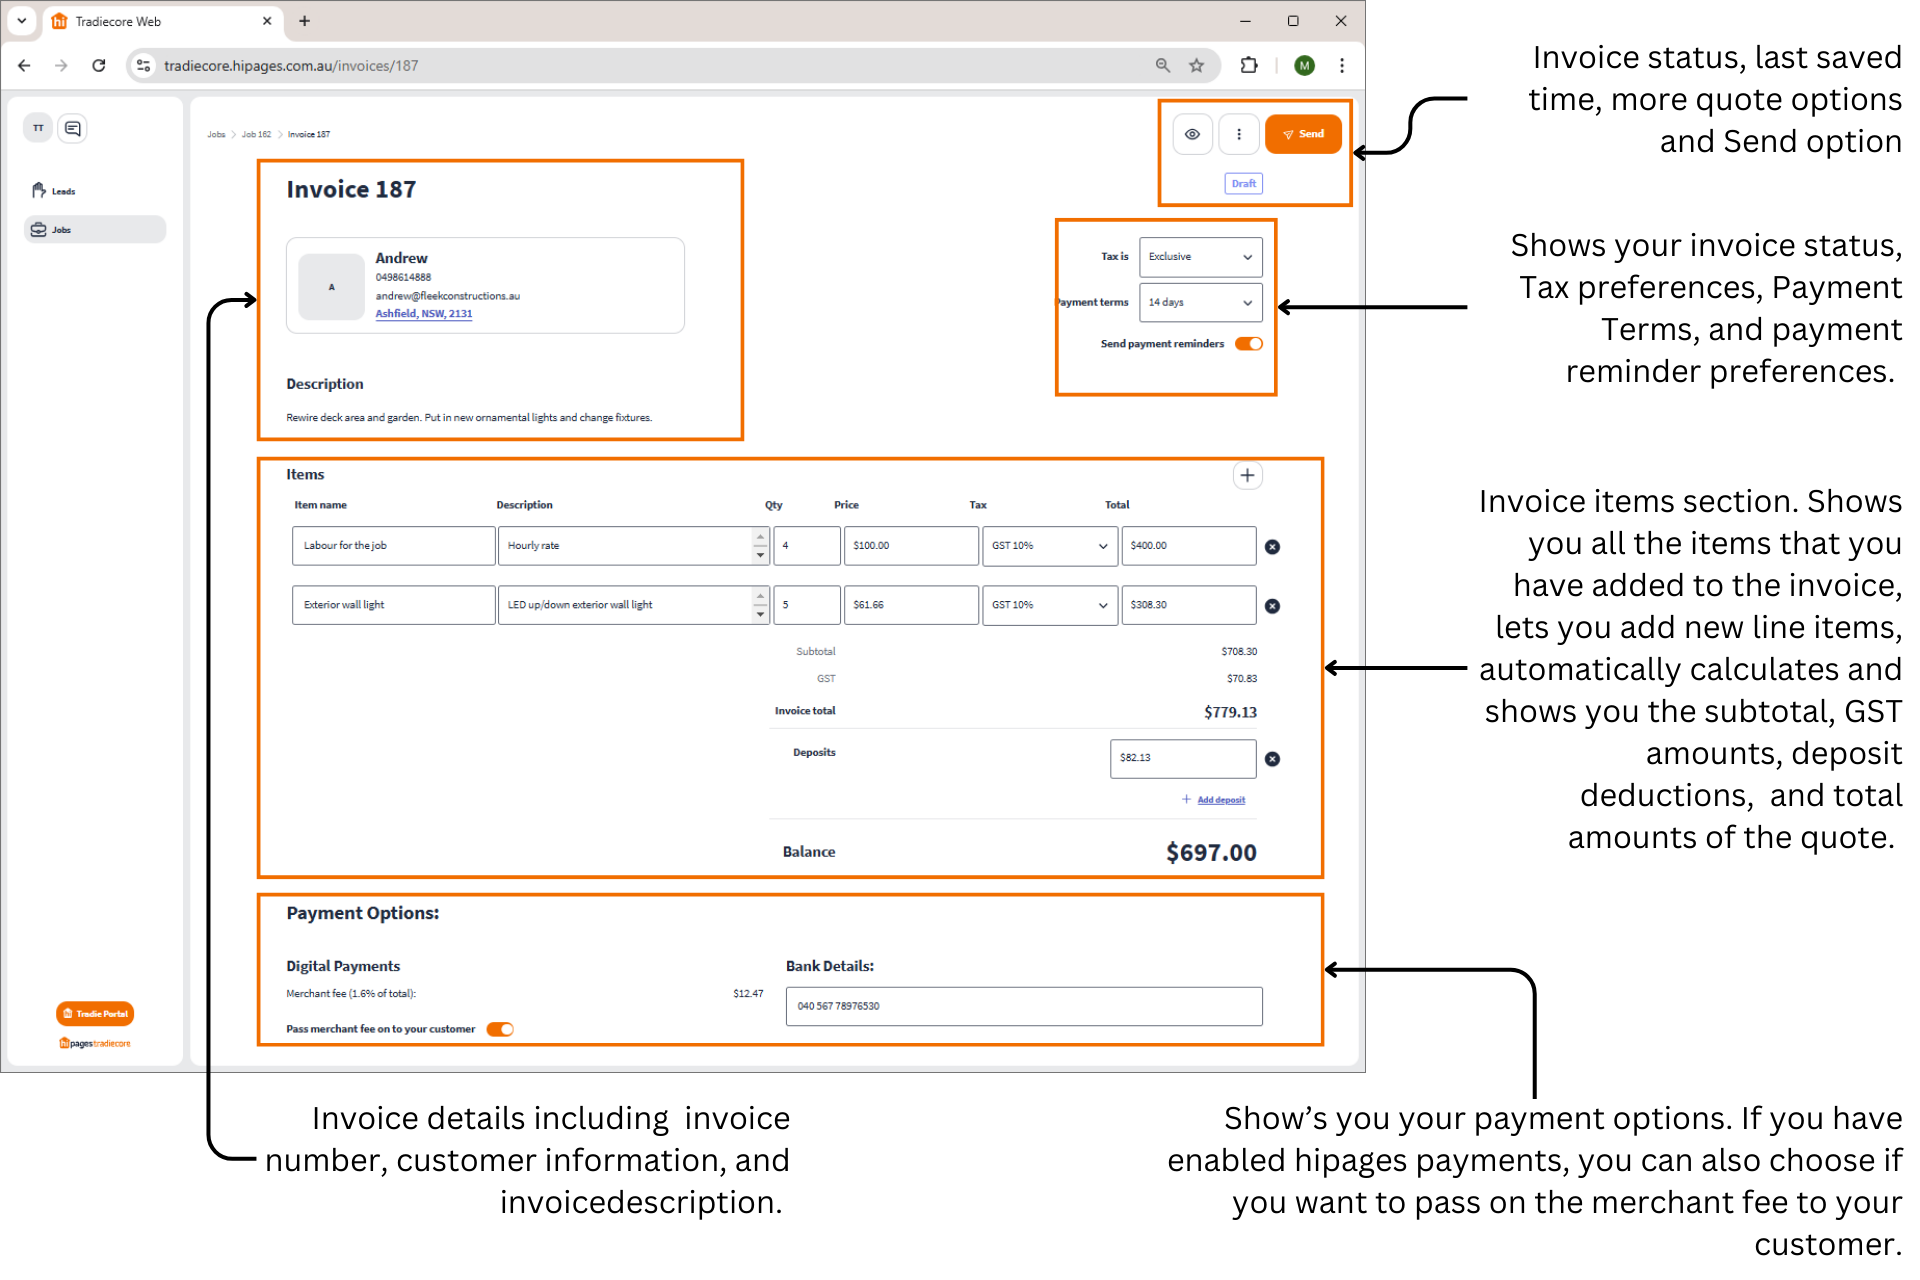 Tradiecore Web
tradiecore.hipages.com.au/invoices/187
M
TT
Leads
Jobs
Tradie Portal
hipages tradiecore
Jobs > Job 162 > Invoice 187
Send
Draft
Invoice 187
A
Andrew
0498614888
andrew@fleekconstructions.au
Ashfield, NSW, 2131
Description
Rewire deck area and garden. Put in new ornamental lights and change fixtures.
Tax is Exclusive
Payment terms 14 days
Send payment reminders
Items
Item name Description Qty Price Tax Total
Labour for the job Hourly rate 4 $100.00 GST 10% $400.00
Exterior wall light LED up/down exterior wall light 5 $61.66 GST 10% $308.30
Subtotal $708.30
GST $70.83
Invoice total $779.13
Deposits $82.13
+ Add deposit
Balance $697.00
Payment Options:
Digital Payments
Merchant fee (1.6% of total): $12.47
Pass merchant fee on to your customer
Bank Details:
040 567 78976530
Invoice status, last saved
time, more quote options
and Send option
Shows your invoice status,
Tax preferences, Payment
Terms, and payment
reminder preferences.
Invoice items section. Shows
you all the items that you
have added to the invoice,
lets you add new line items,
automatically calculates and
shows you the subtotal, GST
amounts, deposit
deductions, and total
amounts of the quote.
Invoice details including invoice
number, customer information, and
invoicedescription.
Show’s you your payment options. If you have
enabled hipages payments, you can also choose if
you want to pass on the merchant fee to your
customer.